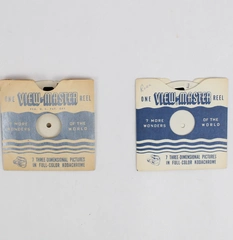 ONE VIEW-MASTER REEL
7 MORE WONDERS OF THE WORLD
7 THREE-DIMENSIONAL PICTURES
IN FULL-COLOR KODACHROME
ONE VIEW-MASTER REEL
7 MORE WONDERS OF THE WORLD
7 THREE-DIMENSIONAL PICTURES
IN FULL-COLOR KODACHROME